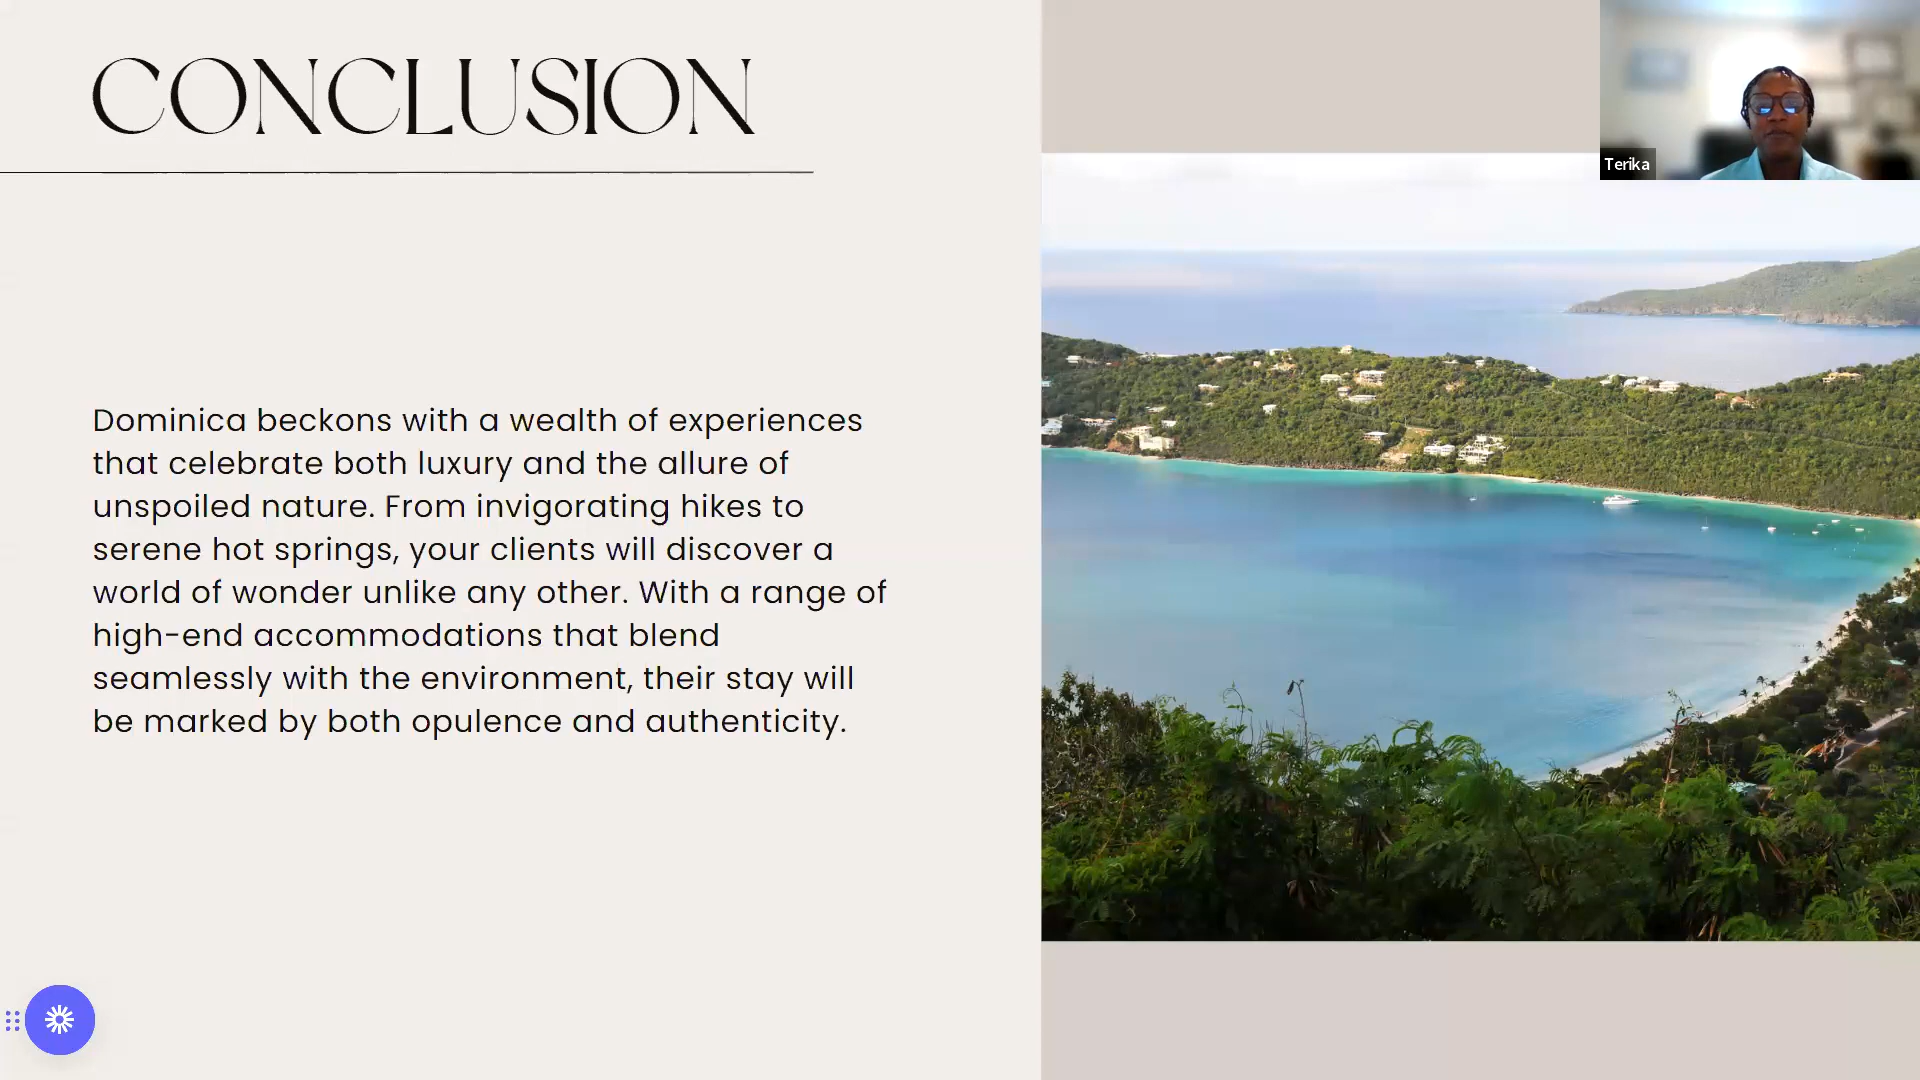 CONCLUSION
Terika
Dominica beckons with a wealth of experiences
that celebrate both luxury and the allure of
unspoiled nature. From invigorating hikes to
serene hot springs, your clients will discover a
world of wonder unlike any other. With a range of
high-end accommodations that blend
seamlessly with the environment, their stay will
be marked by both opulence and authenticity.